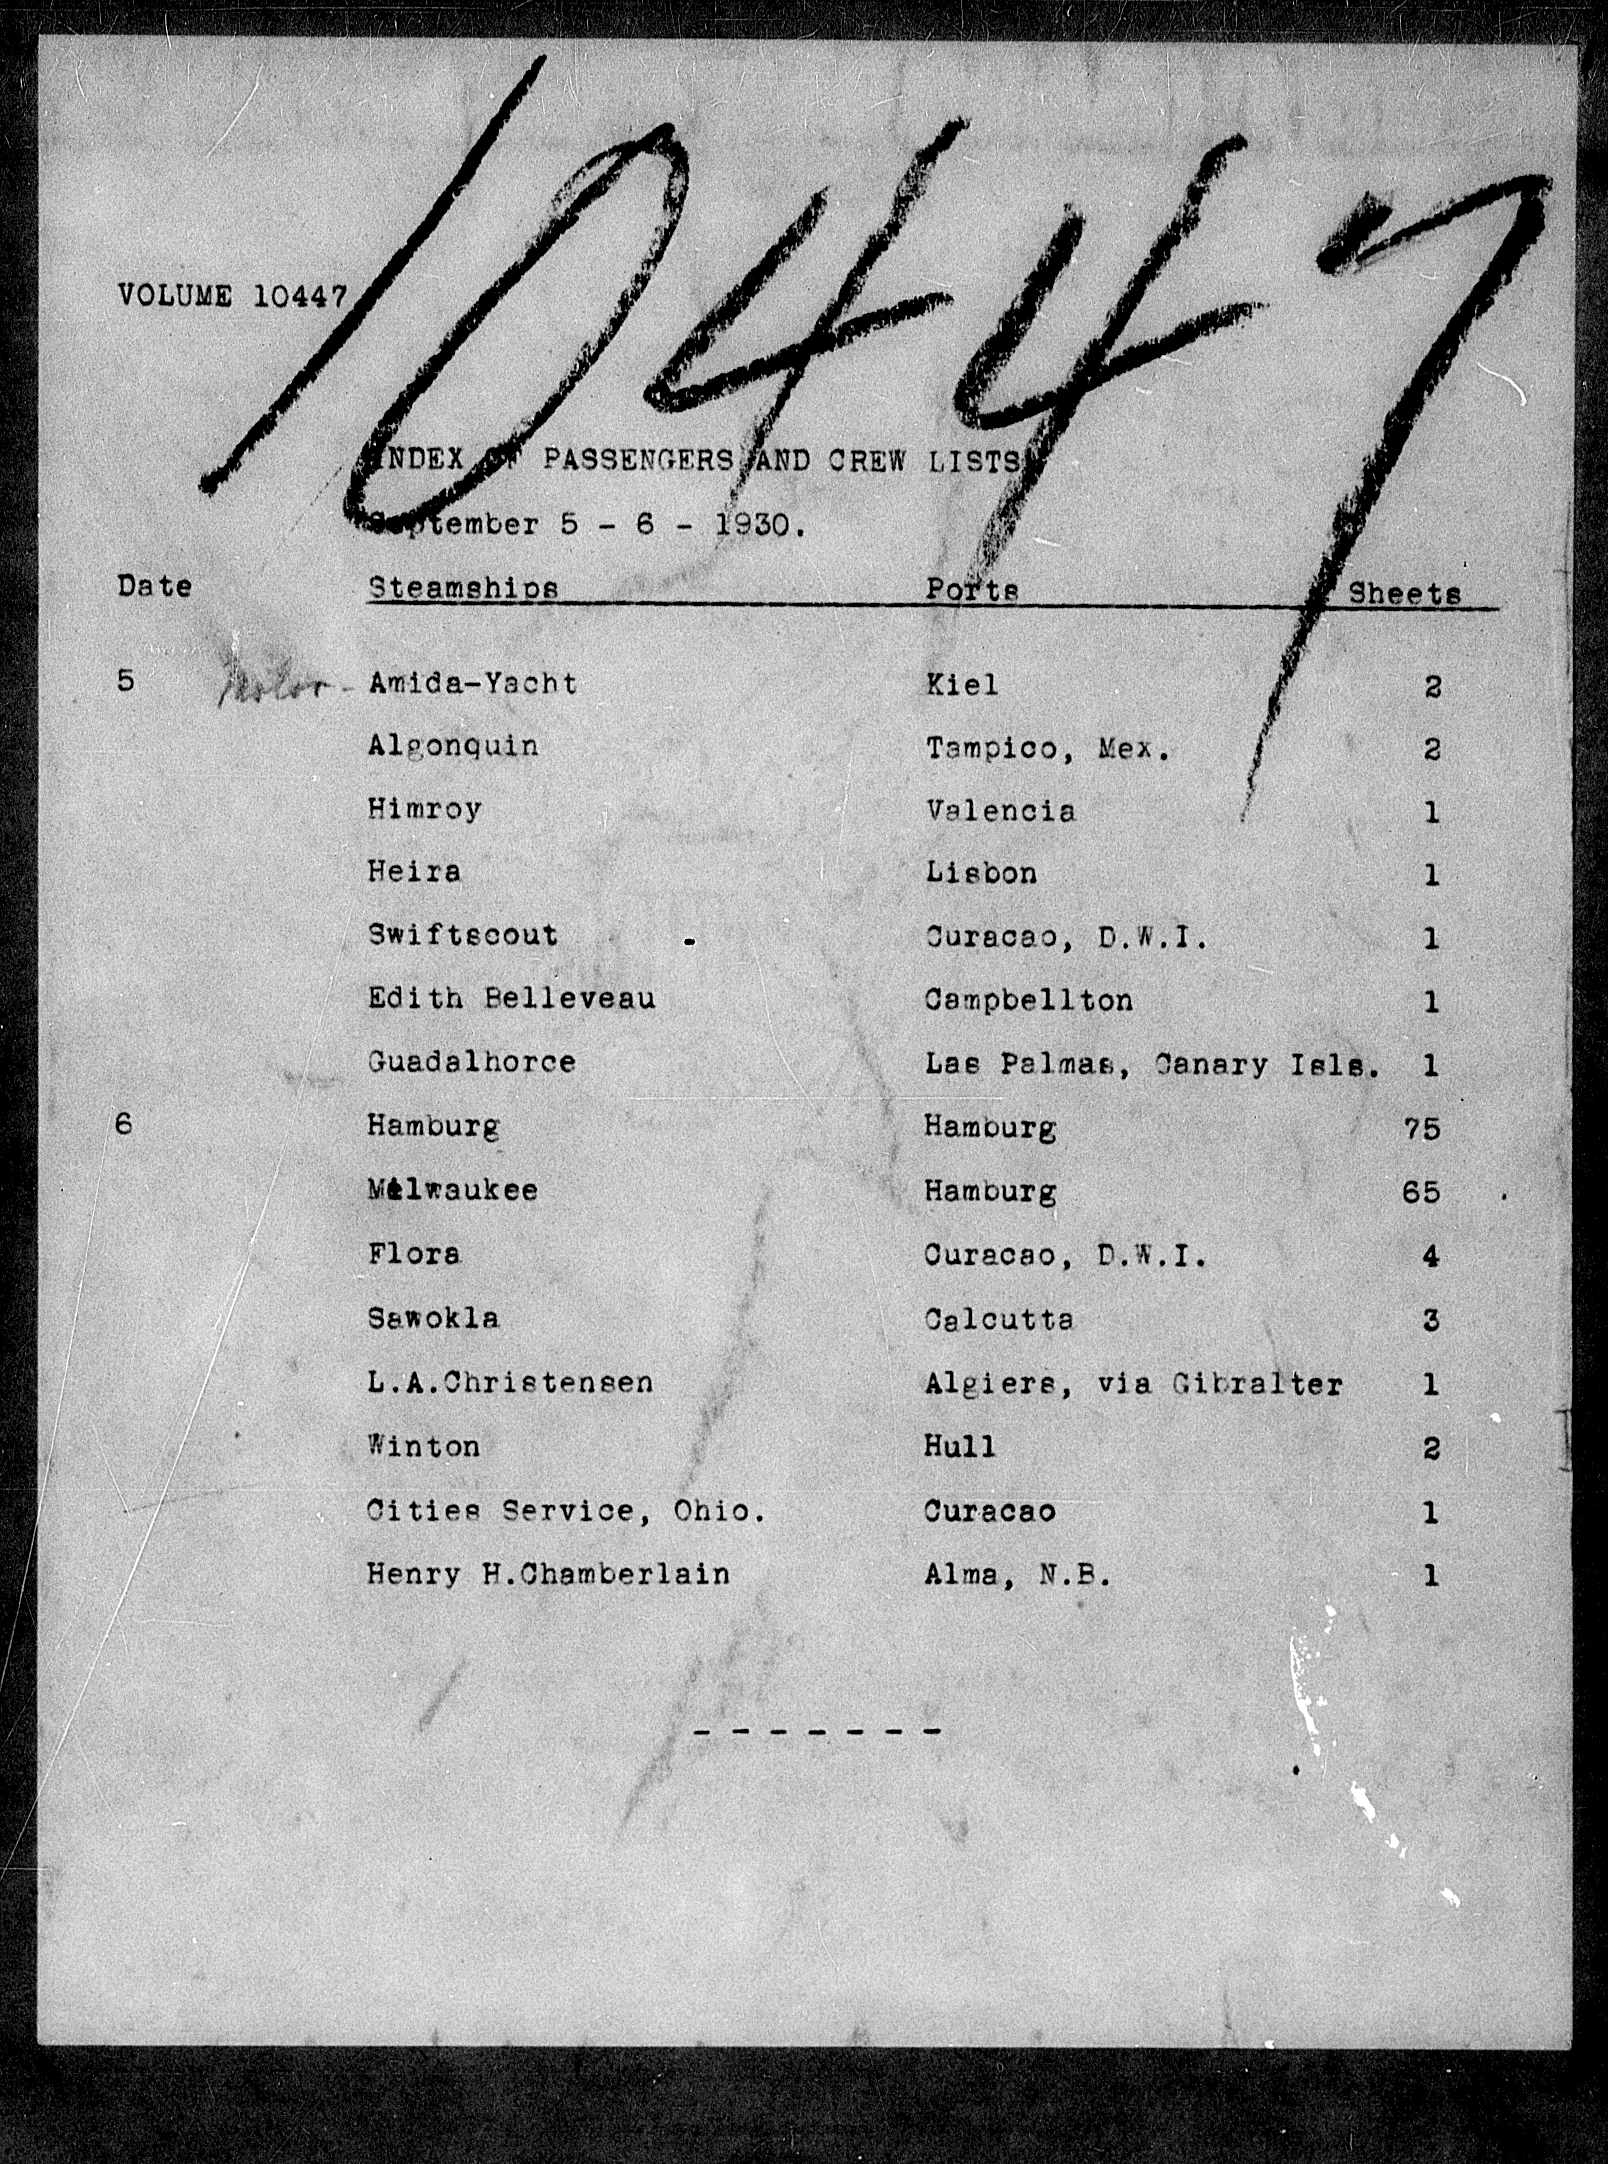 10447
VOLUME 10447
INDEX OF PASSENGERS AND CREW LISTS
September 5 - 6 - 1930.
Date Steamships Ports Sheets
5 Motor - Amida-Yacht Kiel 2
Algonquin Tampico, Mex. 2
Himroy Valencia 1
Heira Lisbon 1
Swiftscout - Curacao, D.W.I. 1
Edith Belleveau Campbellton 1
Guadalhorce Las Palmas, Canary Isls. 1
6 Hamburg Hamburg 75
Milwaukee Hamburg 65
Flora Curacao, D.W.I. 4
Sawokla Calcutta 3
L.A.Christensen Algiers, via Gibralter 1
Winton Hull 2
Cities Service, Ohio. Curacao 1
Henry H.Chamberlain Alma, N.B. 1
- - - - - - -